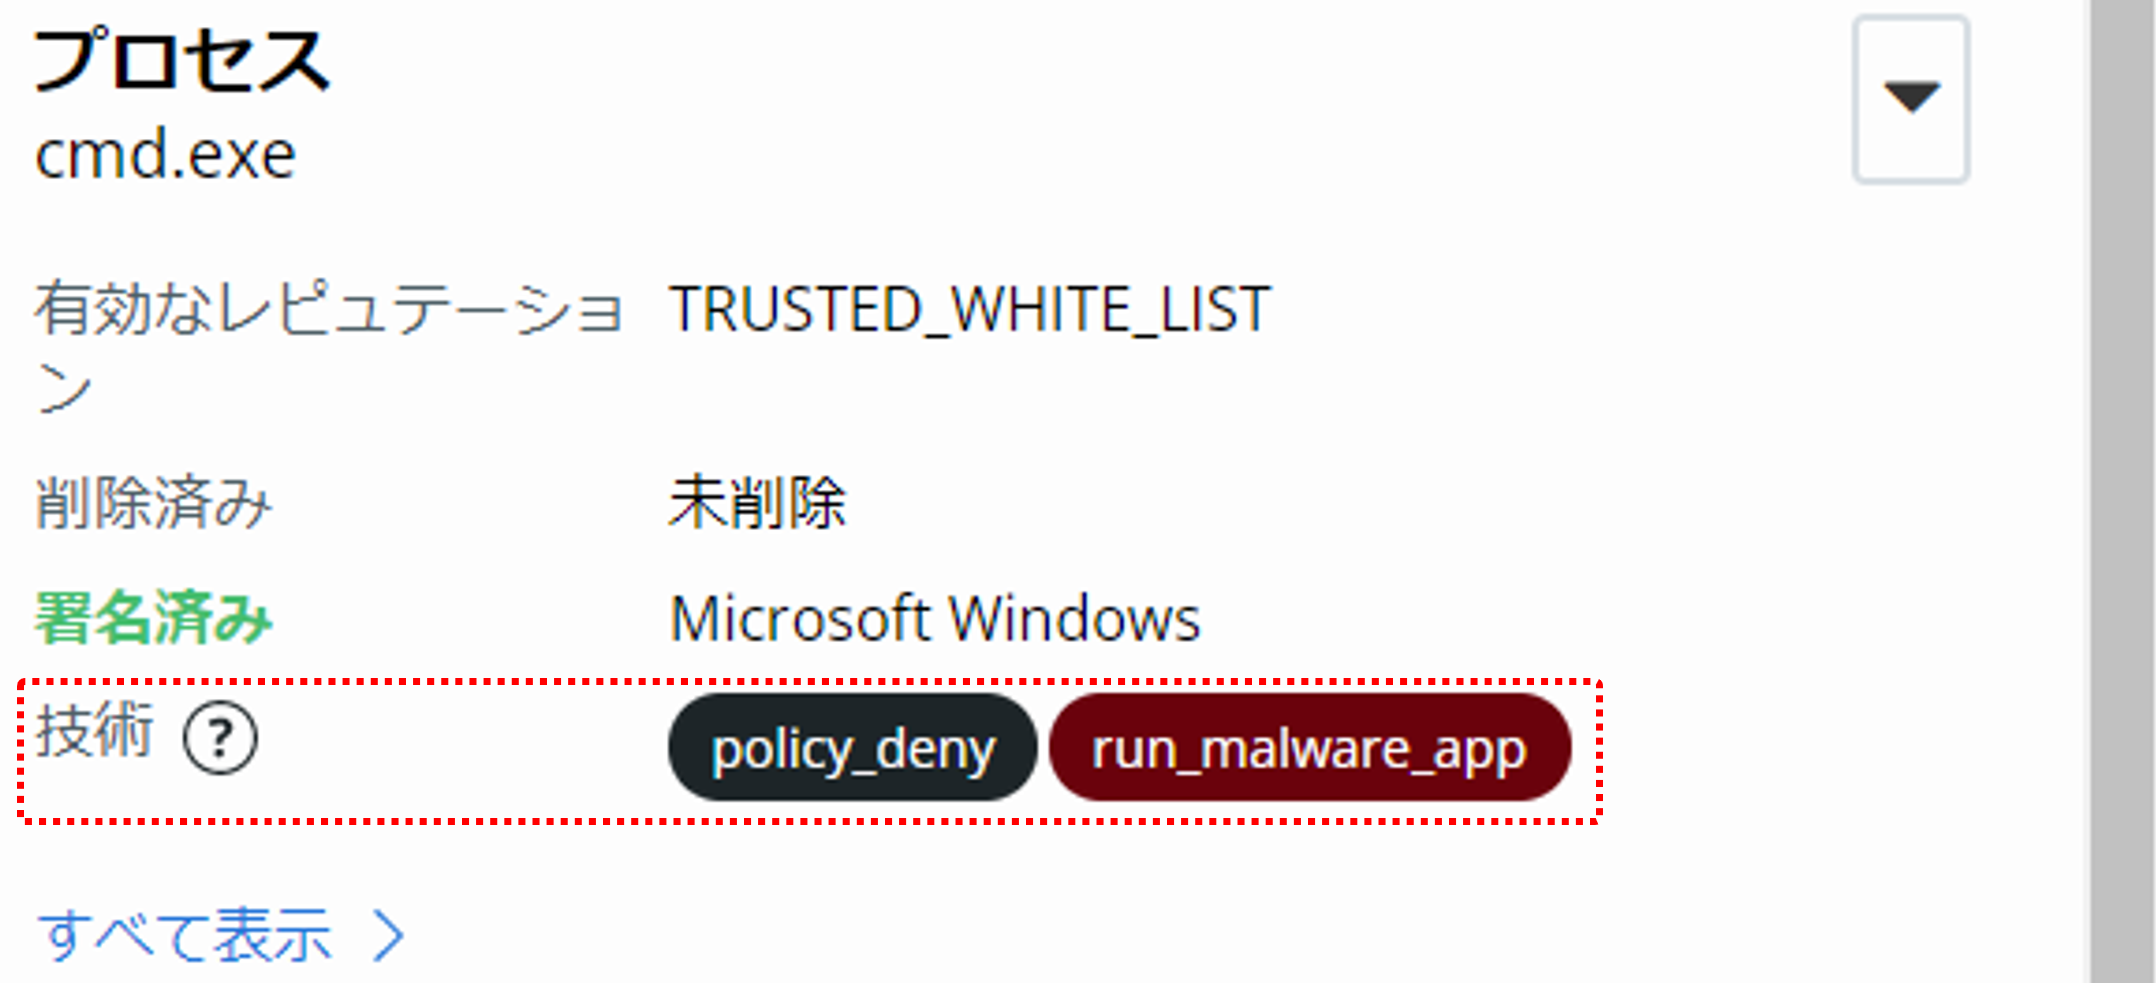 プロセス
cmd.exe
有効なレピュテーショ TRUSTED_WHITE_LIST
ン
削除済み 未削除
署名済み Microsoft Windows
技術 ? policy_deny run_malware_app
すべて表示 >